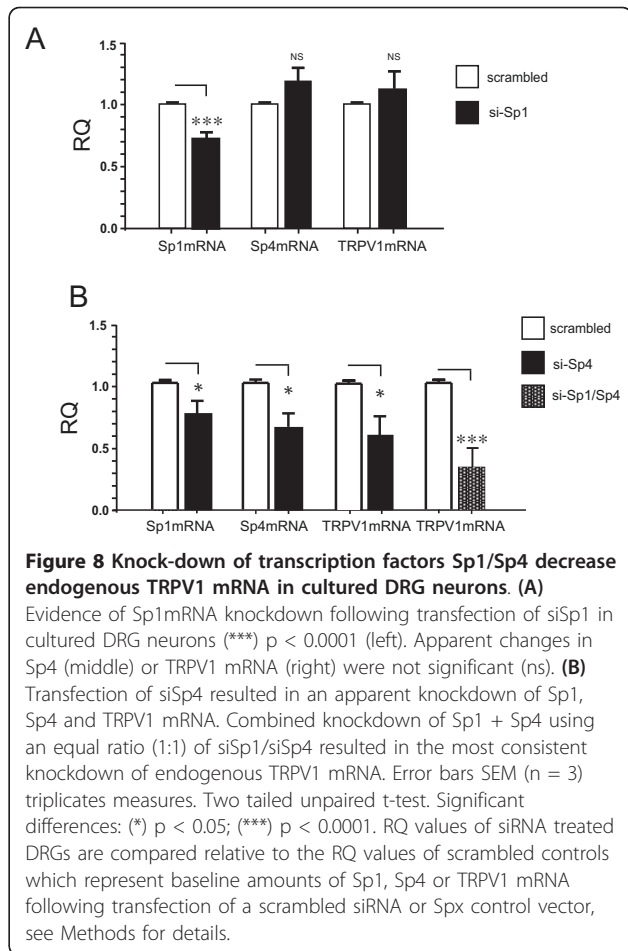 A
1.5
1.0
0.5
0.0
RQ
***
NS
NS
Sp1mRNA Sp4mRNA TRPV1mRNA
scrambled
si-Sp1
B
1.5
1.0
0.5
0.0
RQ
*
*
*
***
Sp1mRNA Sp4mRNA TRPV1mRNA TRPV1mRNA
scrambled
si-Sp4
si-Sp1/Sp4
Figure 8 Knock-down of transcription factors Sp1/Sp4 decrease
endogenous TRPV1 mRNA in cultured DRG neurons. (A)
Evidence of Sp1mRNA knockdown following transfection of siSp1 in
cultured DRG neurons (***) p < 0.0001 (left). Apparent changes in
Sp4 (middle) or TRPV1 mRNA (right) were not significant (ns). (B)
Transfection of siSp4 resulted in an apparent knockdown of Sp1,
Sp4 and TRPV1 mRNA. Combined knockdown of Sp1 + Sp4 using
an equal ratio (1:1) of siSp1/siSp4 resulted in the most consistent
knockdown of endogenous TRPV1 mRNA. Error bars SEM (n = 3)
triplicates measures. Two tailed unpaired t-test. Significant
differences: (*) p < 0.05; (***) p < 0.0001. RQ values of siRNA treated
DRGs are compared relative to the RQ values of scrambled controls
which represent baseline amounts of Sp1, Sp4 or TRPV1 mRNA
following transfection of a scrambled siRNA or Spx control vector,
see Methods for details.